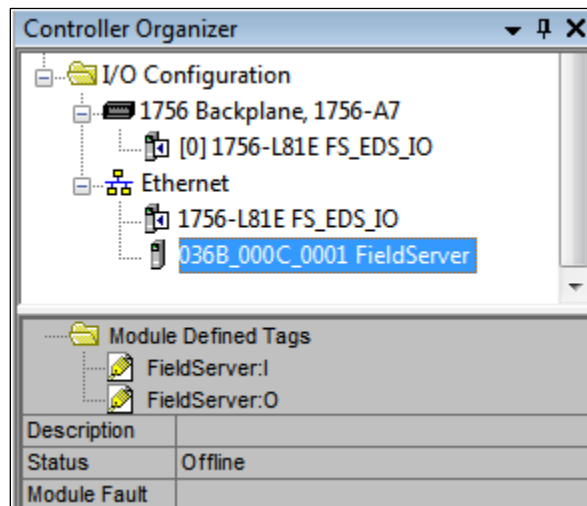 Controller Organizer
I/O Configuration
1756 Backplane, 1756-A7
[0] 1756-L81E FS_EDS_IO
Ethernet
1756-L81E FS_EDS_IO
036B_000C_0001 FieldServer
Module Defined Tags
FieldServer:I
FieldServer:O
Description
Status Offline
Module Fault